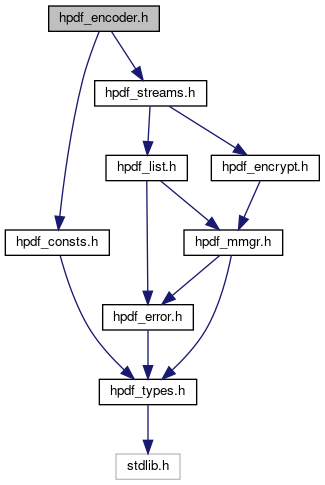 hpdf_encoder.h
hpdf_streams.h
hpdf_list.h
hpdf_encrypt.h
hpdf_consts.h
hpdf_mmgr.h
hpdf_error.h
hpdf_types.h
stdlib.h